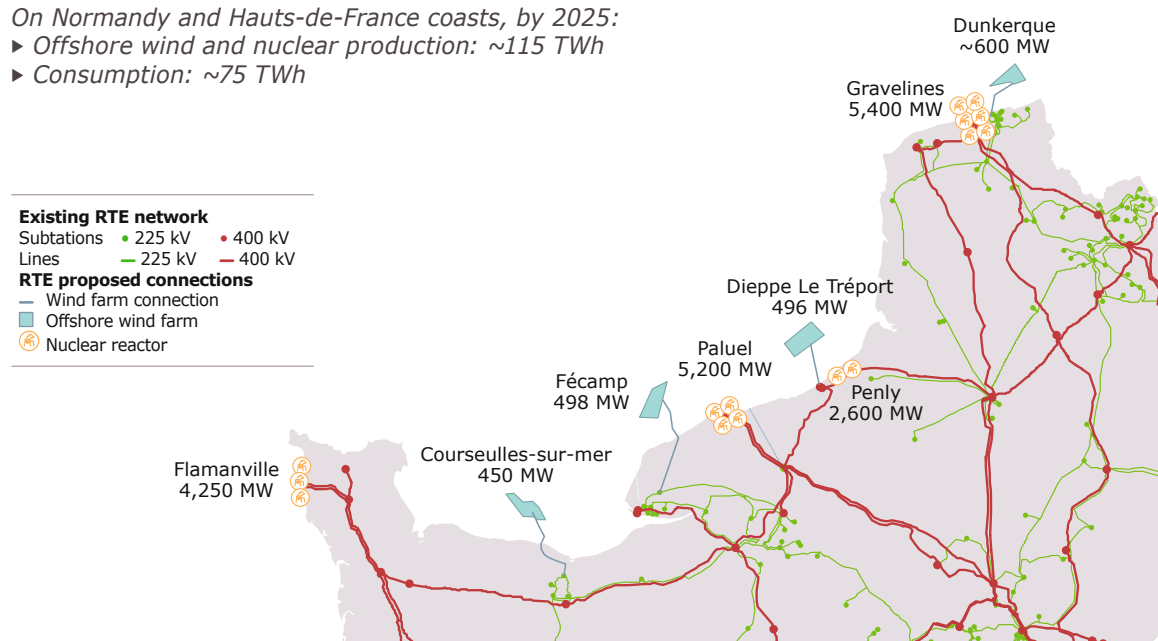 On Normandy and Hauts-de-France coasts, by 2025:
▸ Offshore wind and nuclear production: ~115 TWh
▸ Consumption: ~75 TWh
Dunkerque
~600 MW
Gravelines
5,400 MW
Existing RTE network
Subtations • 225 kV • 400 kV
Lines — 225 kV — 400 kV
RTE proposed connections
Wind farm connection
Offshore wind farm
Nuclear reactor
Dieppe Le Tréport
496 MW
Paluel
5,200 MW
Fécamp
498 MW
Penly
2,600 MW
Courseulles-sur-mer
450 MW
Flamanville
4,250 MW